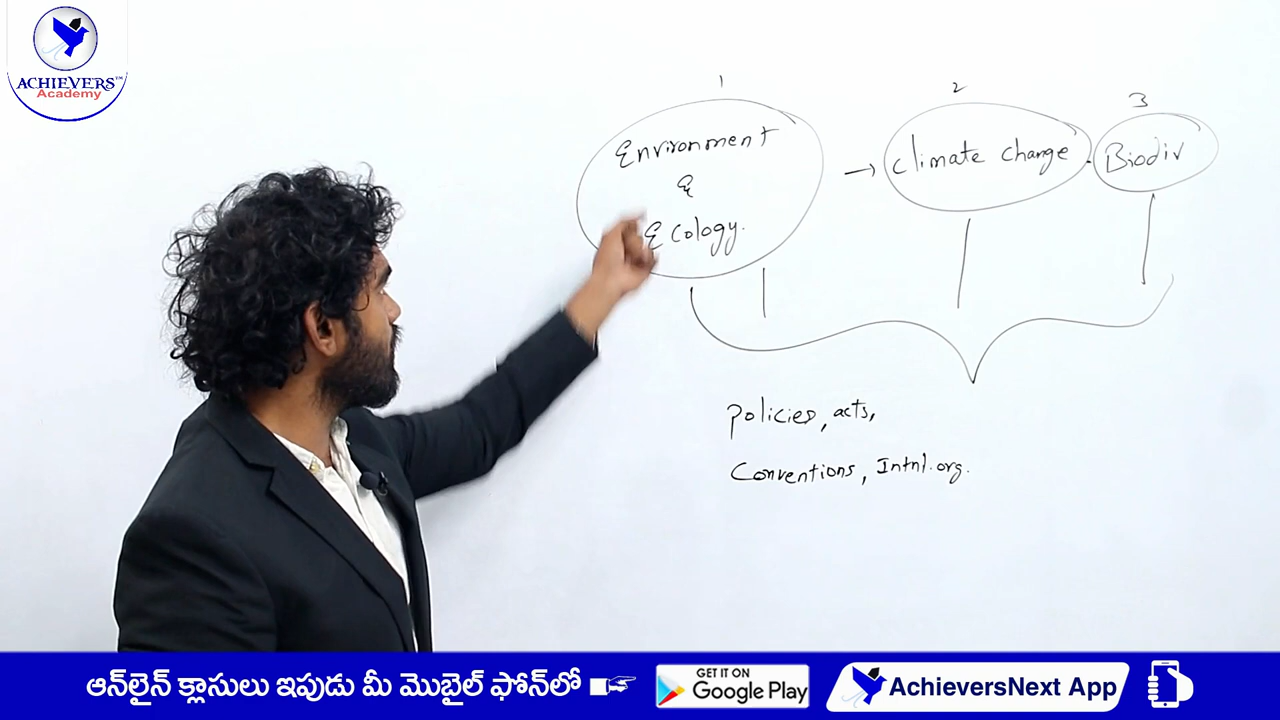 ACHIEVERS™
Academy
1
2
3
Environment
&
Ecology.
→ Climate change - Biodiv
policies, acts,
Conventions, Intnl. org.
ఆన్‌లైన్ క్లాసులు ఇపుడు మీ మొబైల్ ఫోన్‌లో
GET IT ON
Google Play
AchieversNext App